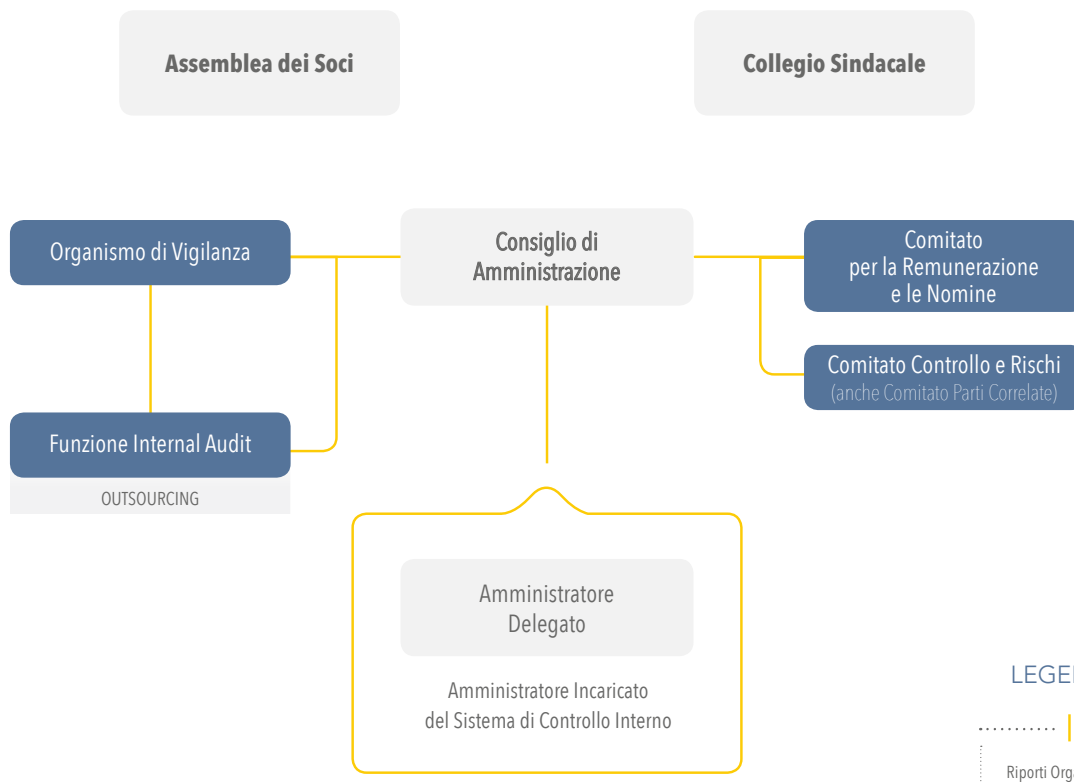 Assemblea dei Soci
Collegio Sindacale
Organismo di Vigilanza
Consiglio di
Amministrazione
Comitato
per la Remunerazione
e le Nomine
Comitato Controllo e Rischi
(anche Comitato Parti Correlate)
Funzione Internal Audit
OUTSOURCING
Amministratore
Delegato
Amministratore Incaricato
del Sistema di Controllo Interno
Riporti